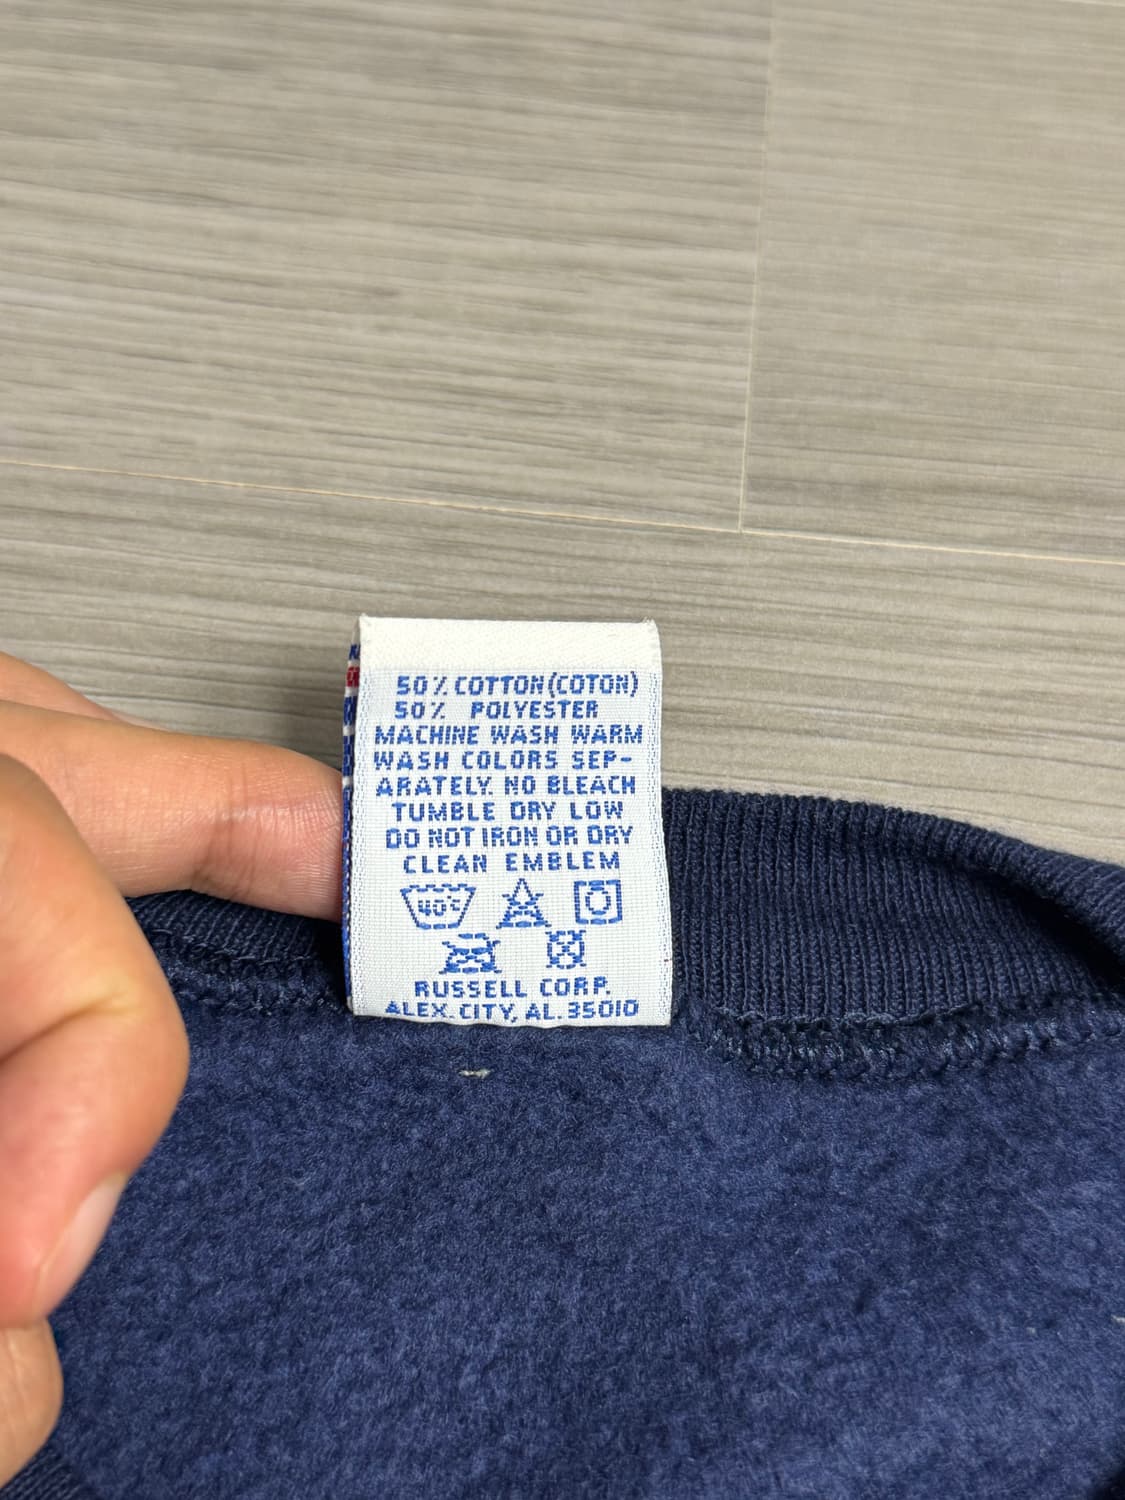 50% COTTON(COTON)
50% POLYESTER
MACHINE WASH WARM
WASH COLORS SEP-
ARATELY. NO BLEACH
TUMBLE DRY LOW
DO NOT IRON OR DRY
CLEAN EMBLEM
40°C
RUSSELL CORP.
ALEX. CITY, AL. 35010